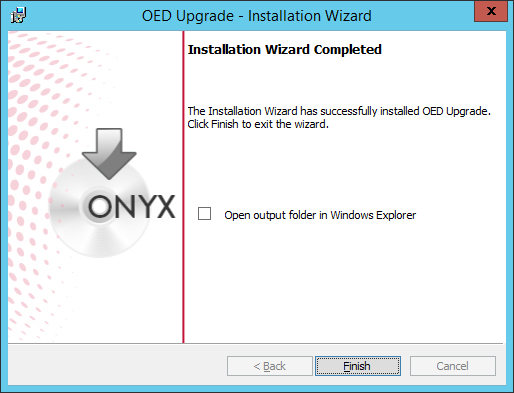 OED Upgrade - Installation Wizard
x
Installation Wizard Completed
The Installation Wizard has successfully installed OED Upgrade.
Click Finish to exit the wizard.
ONYX
Open output folder in Windows Explorer
< Back
Finish
Cancel